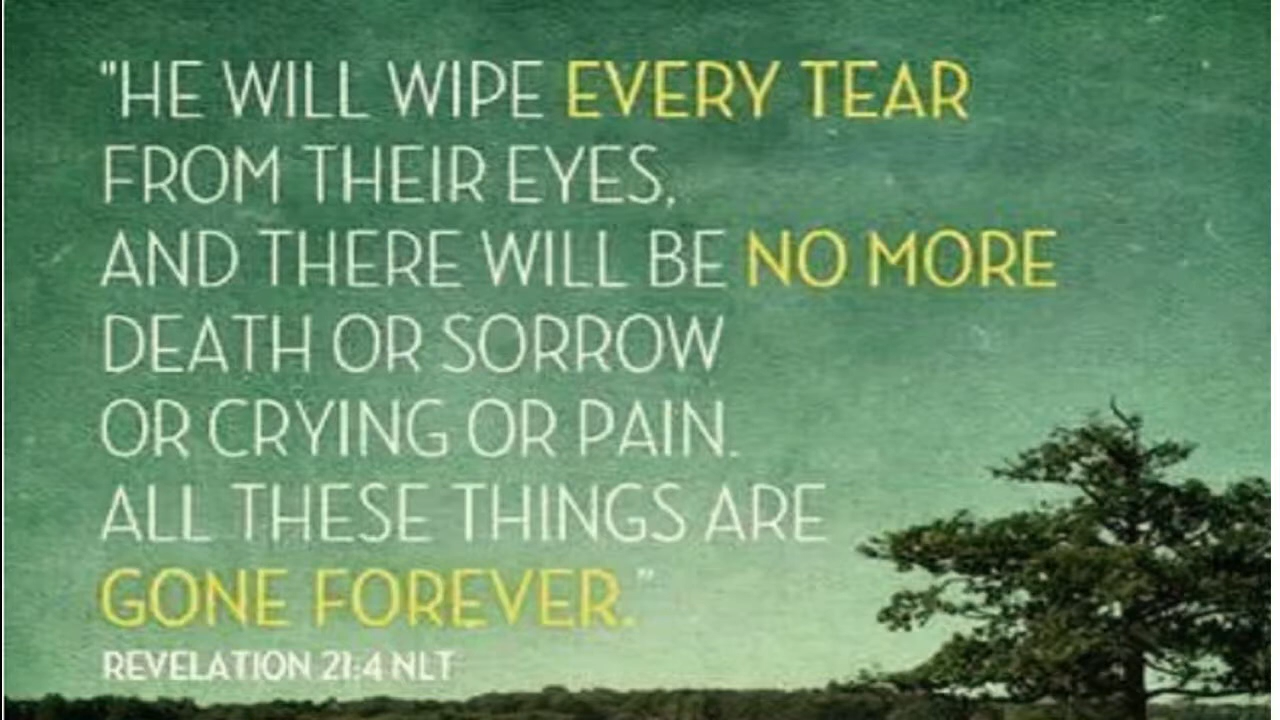 "HE WILL WIPE EVERY TEAR
FROM THEIR EYES,
AND THERE WILL BE NO MORE
DEATH OR SORROW
OR CRYING OR PAIN.
ALL THESE THINGS ARE
GONE FOREVER."
REVELATION 21:4 NLT